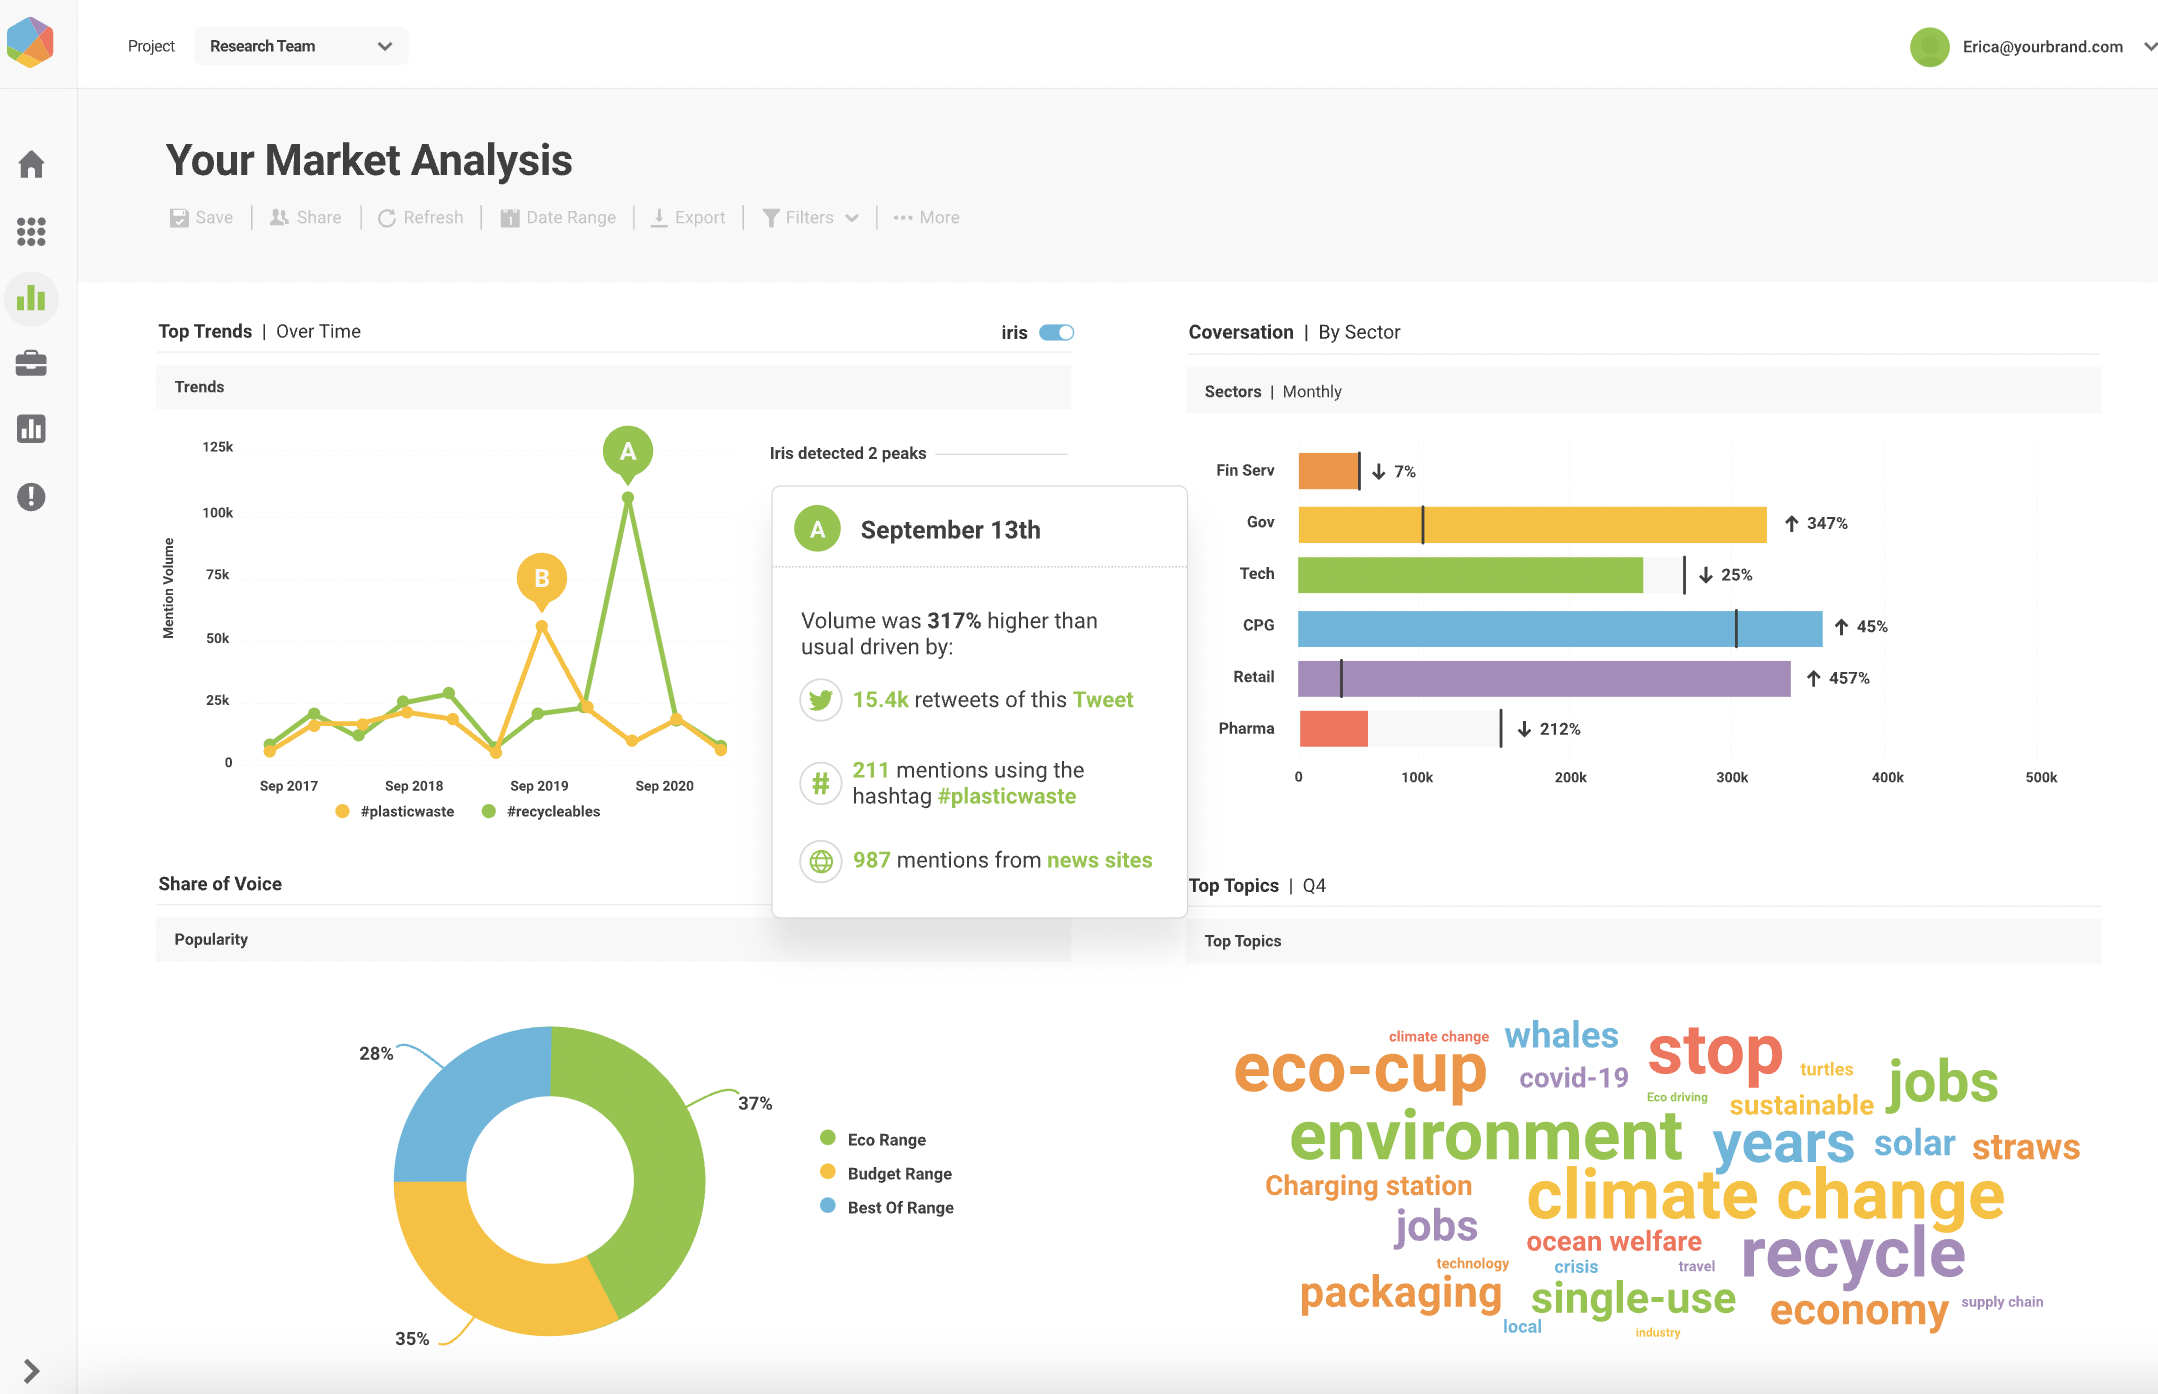 Project
Research Team
Erica@yourbrand.com
Your Market Analysis
Save | Share | Refresh | Date Range | Export | Filters | More
Top Trends | Over Time
iris
Trends
125k
100k
75k
50k
25k
0
Mention Volume
A
B
Sep 2017
Sep 2018
Sep 2019
Sep 2020
#plasticwaste
#recycleables
Iris detected 2 peaks
A
September 13th
Volume was 317% higher than
usual driven by:
15.4k retweets of this Tweet
#
211 mentions using the
hashtag #plasticwaste
987 mentions from news sites
Coversation | By Sector
Sectors | Monthly
Fin Serv
7%
Gov
347%
Tech
25%
CPG
45%
Retail
457%
Pharma
212%
0
100k
200k
300k
400k
500k
Share of Voice
Popularity
28%
37%
35%
Eco Range
Budget Range
Best Of Range
Top Topics | Q4
Top Topics
climate change
whales
stop
eco-cup
covid-19
turtles
jobs
Eco driving
sustainable
environment
years
solar
straws
Charging station
climate change
jobs
ocean welfare
recycle
technology
crisis
travel
packaging
single-use
economy
supply chain
local
industry